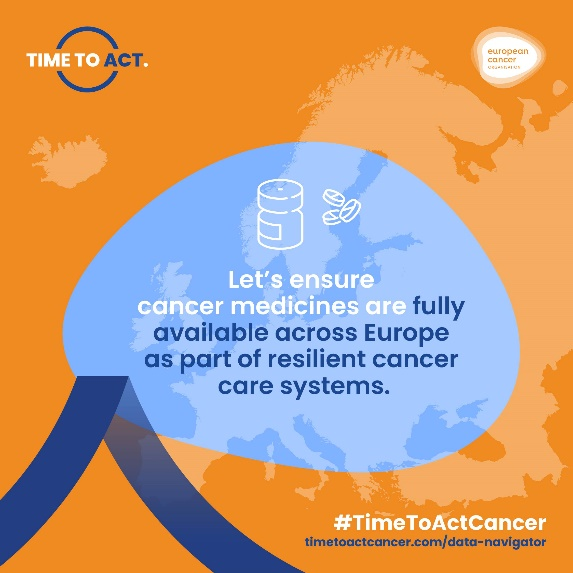 TIME TO ACT.
european
cancer
ORGANISATION
Let's ensure
cancer medicines are fully
available across Europe
as part of resilient cancer
care systems.
#TimeToActCancer
timetoactcancer.com/data-navigator